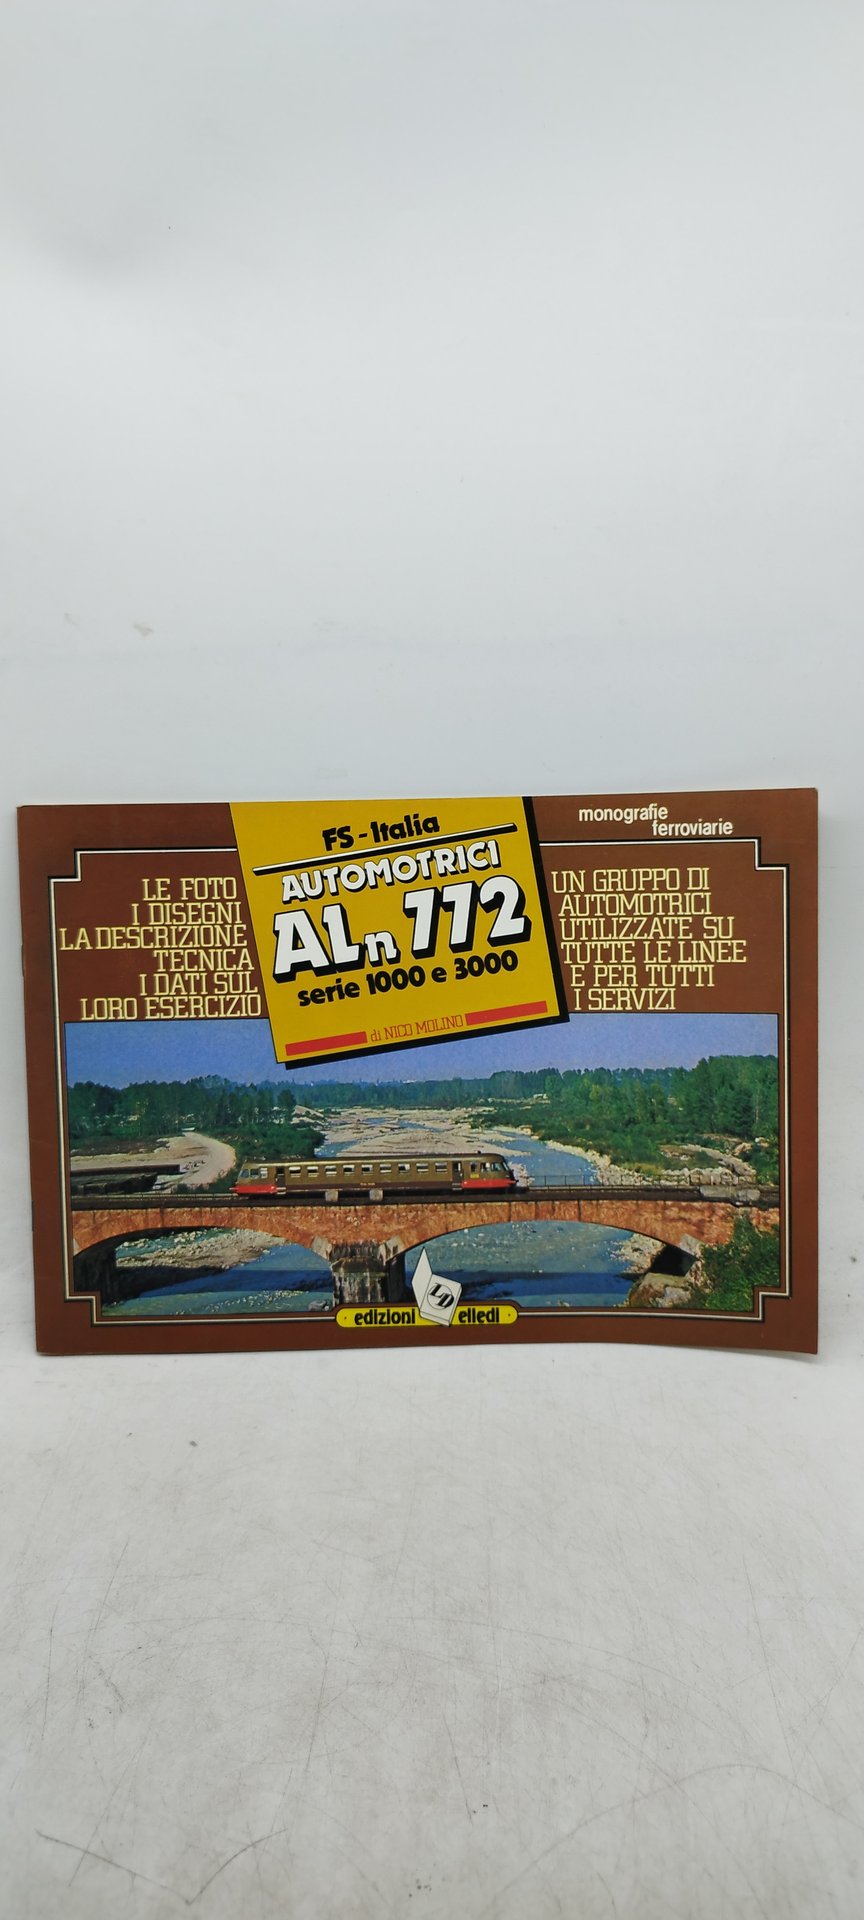 FS - Italia
AUTOMOTRICI
ALn 772
serie 1000 e 3000
di NICO MOLINO
monografie
ferroviarie
LE FOTO
I DISEGNI
LA DESCRIZIONE
TECNICA
I DATI SUL
LORO ESERCIZIO
UN GRUPPO DI
AUTOMOTRICI
UTILIZZATE SU
TUTTE LE LINEE
E PER TUTTI
I SERVIZI
edizioni LD elledi